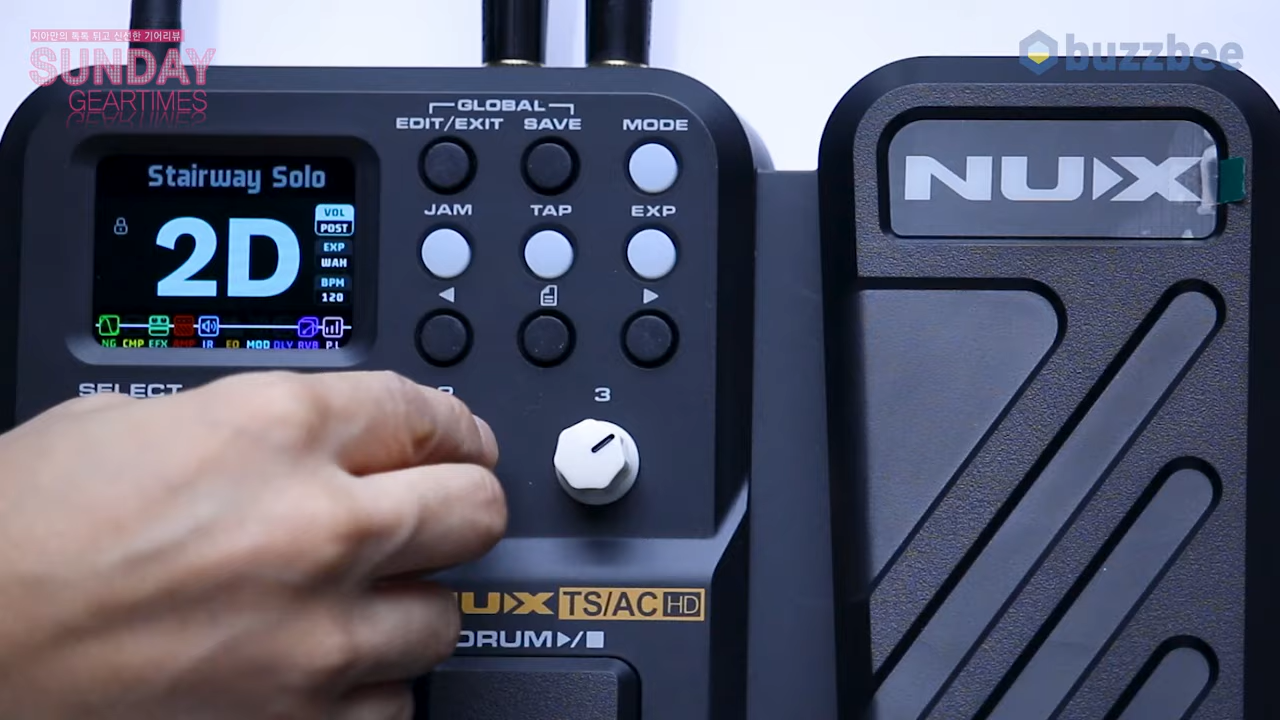 지아만의 톡톡 튀고 신선한 기어리뷰
SUNDAY
GEARTIMES
buzzbee
GLOBAL
EDIT/EXIT SAVE MODE
JAM TAP EXP
Stairway Solo
2D
VOL
POST
EXP
WAH
BPM
120
NG CMP EFX AMP IR EQ MOD DLY RVB P.L
SELECT
3
NUX
NUX TS/AC HD
DRUM